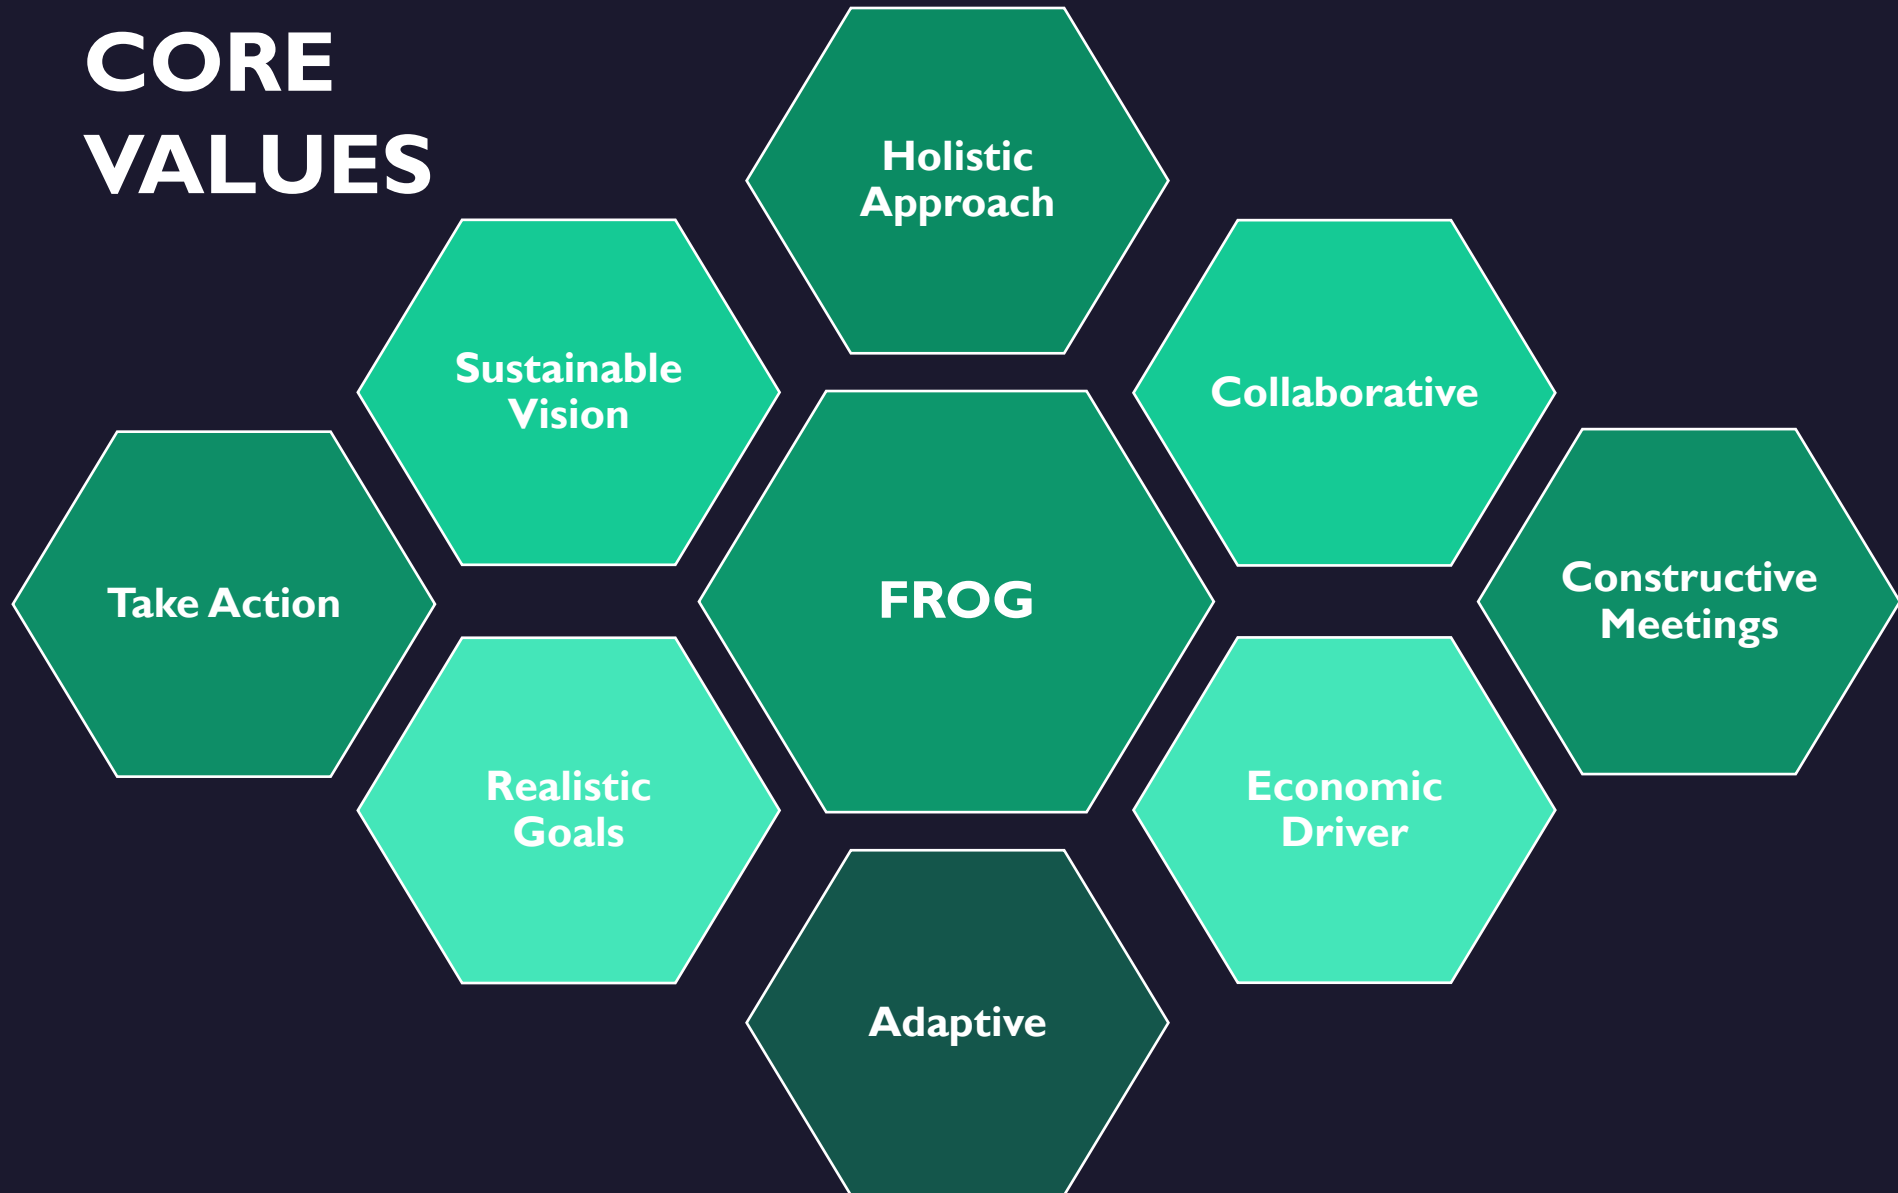 CORE
VALUES
Holistic
Approach
Sustainable
Vision
Collaborative
Take Action
FROG
Constructive
Meetings
Realistic
Goals
Economic
Driver
Adaptive